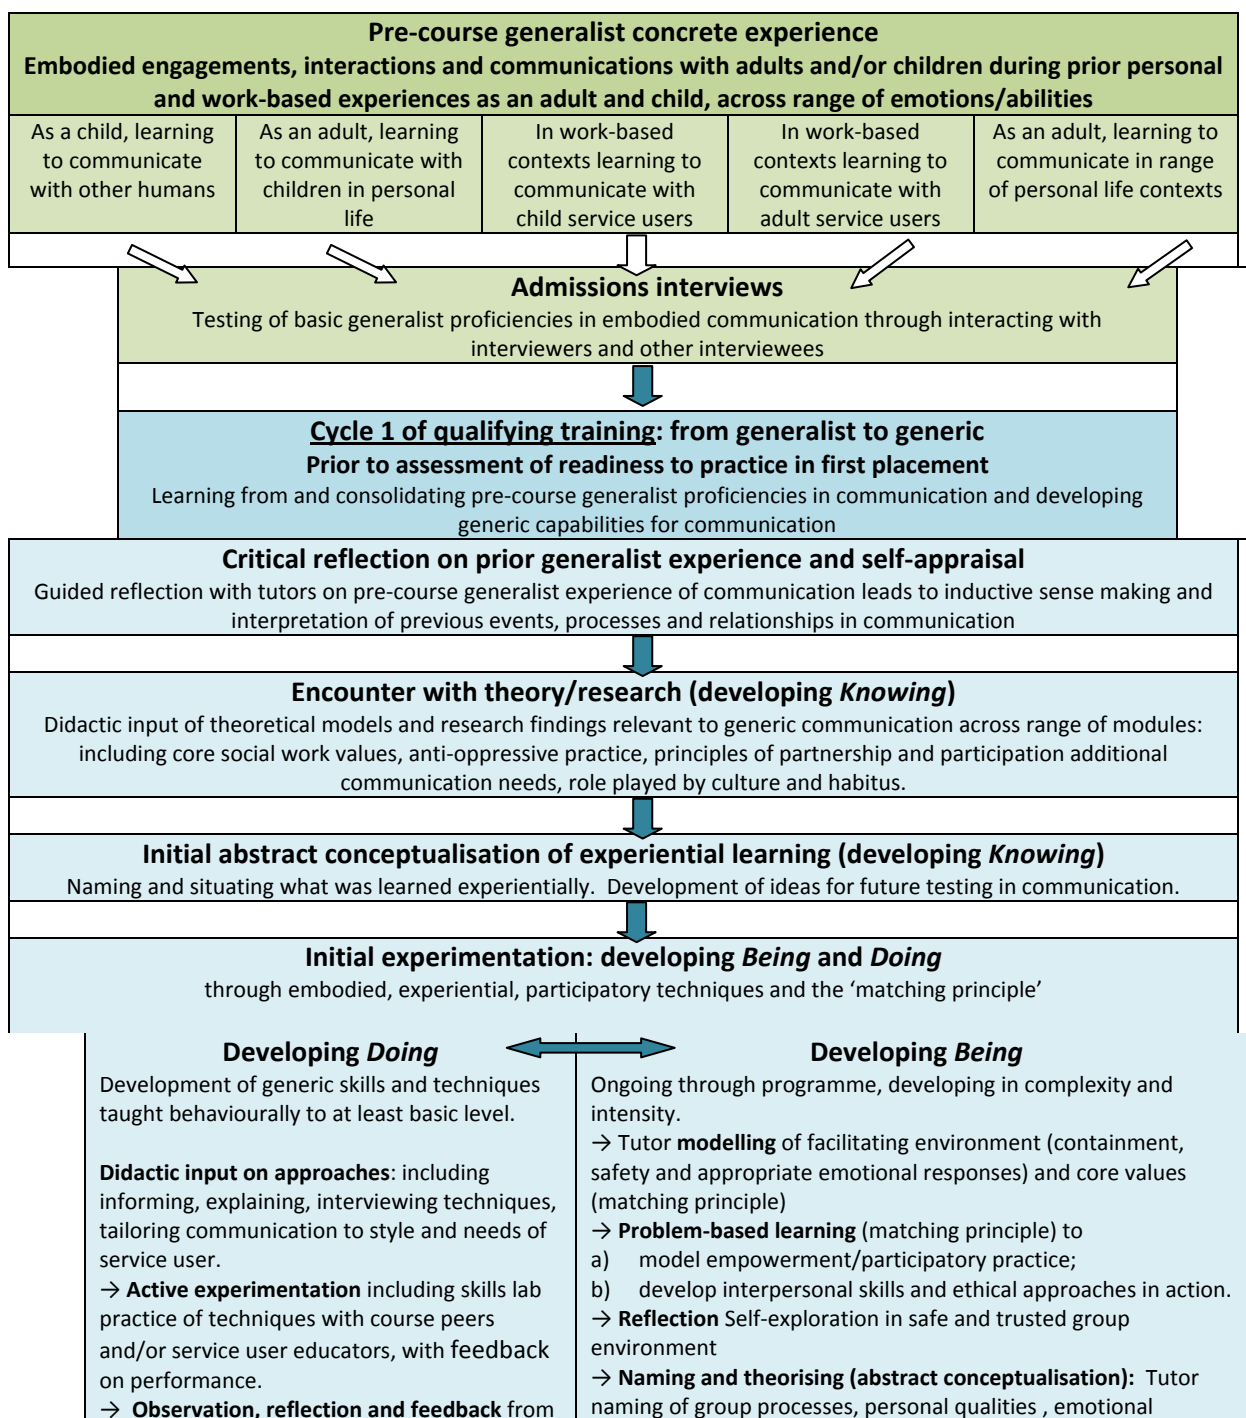 Pre-course generalist concrete experience
Embodied engagements, interactions and communications with adults and/or children during prior personal
and work-based experiences as an adult and child, across range of emotions/abilities
As a child, learning
to communicate
with other humans
As an adult, learning
to communicate with
children in personal
life
In work-based
contexts learning to
communicate with
child service users
In work-based
contexts learning to
communicate with
adult service users
As an adult, learning to
communicate in range
of personal life contexts
Admissions interviews
Testing of basic generalist proficiencies in embodied communication through interacting with
interviewers and other interviewees
Cycle 1 of qualifying training: from generalist to generic
Prior to assessment of readiness to practice in first placement
Learning from and consolidating pre-course generalist proficiencies in communication and developing
generic capabilities for communication
Critical reflection on prior generalist experience and self-appraisal
Guided reflection with tutors on pre-course generalist experience of communication leads to inductive sense making and
interpretation of previous events, processes and relationships in communication
Encounter with theory/research (developing Knowing)
Didactic input of theoretical models and research findings relevant to generic communication across range of modules:
including core social work values, anti-oppressive practice, principles of partnership and participation additional
communication needs, role played by culture and habitus.
Initial abstract conceptualisation of experiential learning (developing Knowing)
Naming and situating what was learned experientially.  Development of ideas for future testing in communication.
Initial experimentation: developing Being and Doing
through embodied, experiential, participatory techniques and the ‘matching principle’
Developing Doing
Development of generic skills and techniques
taught behaviourally to at least basic level.
Didactic input on approaches: including
informing, explaining, interviewing techniques,
tailoring communication to style and needs of
service user.
→ Active experimentation including skills lab
practice of techniques with course peers
and/or service user educators, with feedback
on performance.
→ Observation, reflection and feedback from
Developing Being
Ongoing through programme, developing in complexity and
intensity.
→ Tutor modelling of facilitating environment (containment,
safety and appropriate emotional responses) and core values
(matching principle)
→ Problem-based learning (matching principle) to
a) model empowerment/participatory practice;
b) develop interpersonal skills and ethical approaches in action.
→ Reflection Self-exploration in safe and trusted group
environment
→ Naming and theorising (abstract conceptualisation): Tutor
naming of group processes, personal qualities , emotional